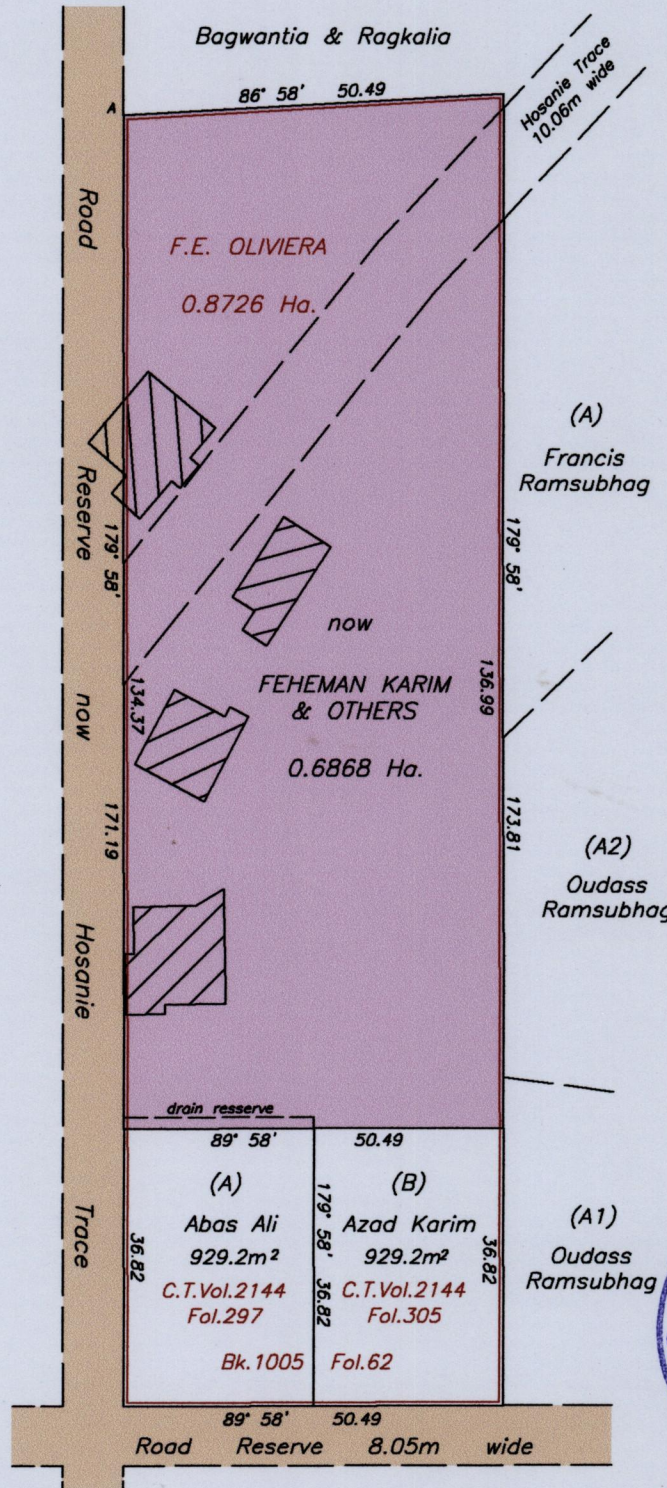 Bagwantia & Ragkalia
86° 58' 50.49
A
Hosanie Trace
10.06m wide
F.E. OLIVIERA
0.8726 Ha.
Road
Reserve
now
Hosanie
Trace
179° 58'
134.37
171.19
(A)
Francis
Ramsubhag
179° 58'
136.99
173.81
now
FEHEMAN KARIM
& OTHERS
0.6868 Ha.
(A2)
Oudass
Ramsubhag
drain resserve
89° 58' 50.49
(A)
Abas Ali
929.2m²
C.T.Vol.2144
Fol.297
36.82
179° 58' 36.82
(B)
Azad Karim
929.2m²
C.T.Vol.2144
Fol.305
36.82
Bk.1005 Fol.62
(A1)
Oudass
Ramsubhag
89° 58' 50.49
Road Reserve 8.05m wide